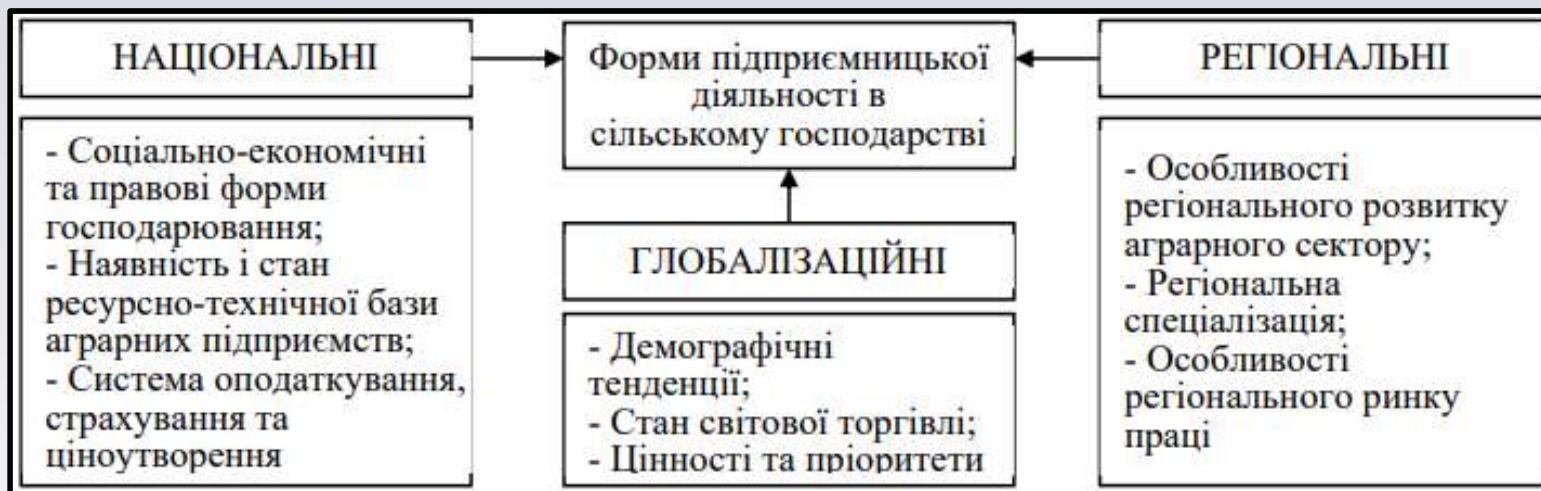 НАЦІОНАЛЬНІ
- Соціально-економічні
та правові форми
господарювання;
- Наявність і стан
ресурсно-технічної бази
аграрних підприємств;
- Система оподаткування,
страхування та
ціноутворення
Форми підприємницької
діяльності в
сільському господарстві
ГЛОБАЛІЗАЦІЙНІ
- Демографічні
тенденції;
- Стан світової торгівлі;
- Цінності та пріоритети
РЕГІОНАЛЬНІ
- Особливості
регіонального розвитку
аграрного сектору;
- Регіональна
спеціалізація;
- Особливості
регіонального ринку
праці